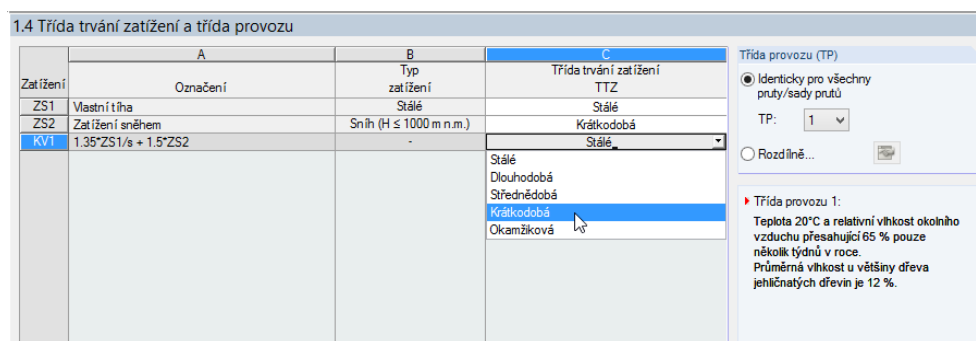 1.4 Třída trvání zatížení a třída provozu
A B C
Zatížení Označení Typ zatížení Třída trvání zatížení TTZ
ZS1 Vlastní tíha Stálé Stálé
ZS2 Zatížení sněhem Sníh (H ≤ 1000 m n.m.) Krátkodobá
KV1 1.35*ZS1/s + 1.5*ZS2 - Stálé
Stálé
Dlouhodobá
Střednědobá
Krátkodobá
Okamžiková
Třída provozu (TP)
Identicky pro všechny
pruty/sady prutů
TP: 1
Rozdílně...
Třída provozu 1:
Teplota 20°C a relativní vlhkost okolního
vzduchu přesahující 65 % pouze
několik týdnů v roce.
Průměrná vlhkost u většiny dřeva
jehličnatých dřevin je 12 %.